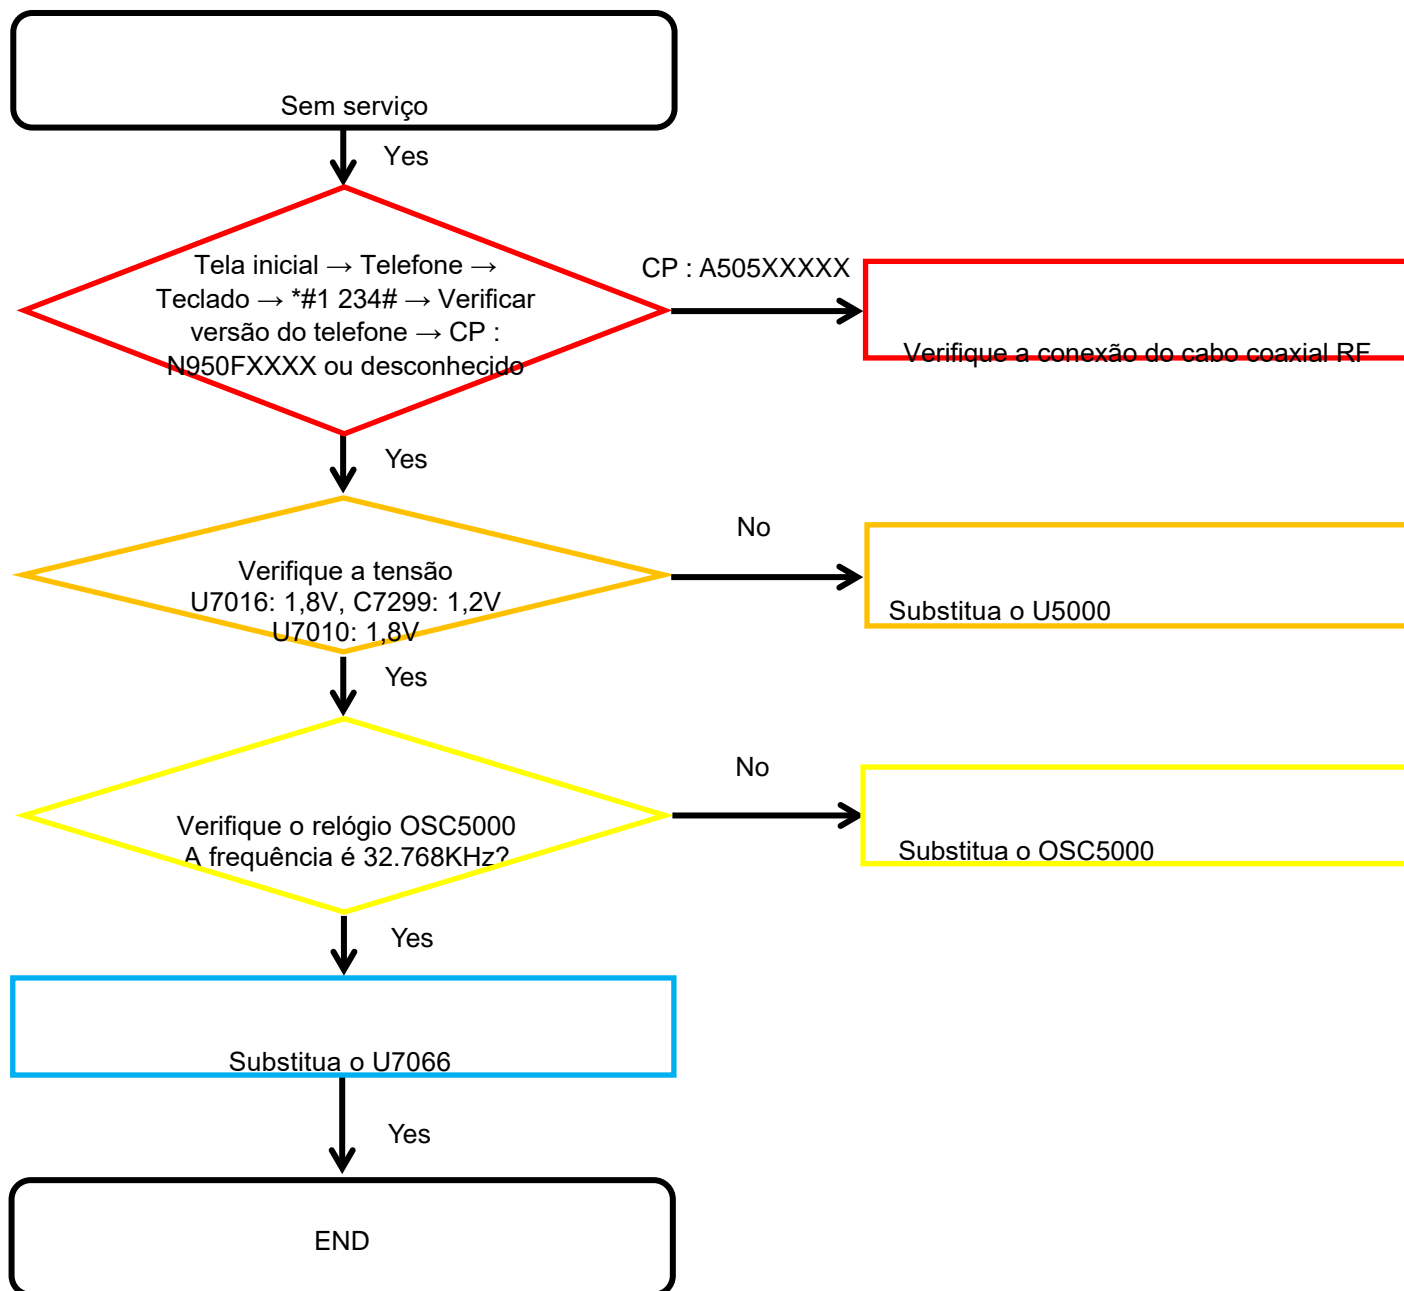 Sem serviço
Yes
Tela inicial → Telefone →
Teclado → *#1 234# → Verificar
versão do telefone → CP :
N950FXXXX ou desconhecido
CP : A505XXXXX
Verifique a conexão do cabo coaxial RF
Yes
Verifique a tensão
U7016: 1,8V, C7299: 1,2V
U7010: 1,8V
No
Substitua o U5000
Yes
Verifique o relógio OSC5000
A frequência é 32.768KHz?
No
Substitua o OSC5000
Yes
Substitua o U7066
Yes
END